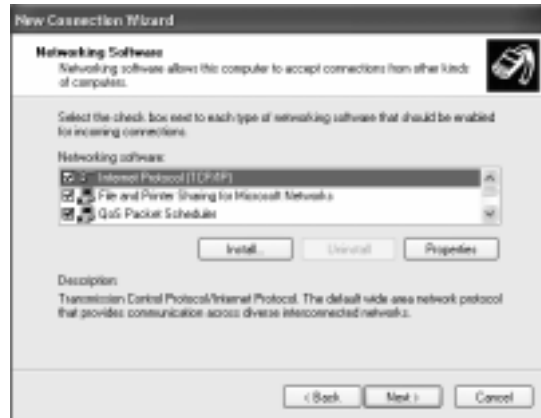 New Connection Wizard
Networking Software
Networking software allows this computer to accept connections from other kinds
of computers.
Select the check box next to each type of networking software that should be enabled
for incoming connections.
Networking software:
Internet Protocol (TCP/IP)
File and Printer Sharing for Microsoft Networks
QoS Packet Scheduler
Install...
Uninstall
Properties
Description:
Transmission Control Protocol/Internet Protocol. The default wide area network protocol
that provides communication across diverse interconnected networks.
< Back
Next >
Cancel